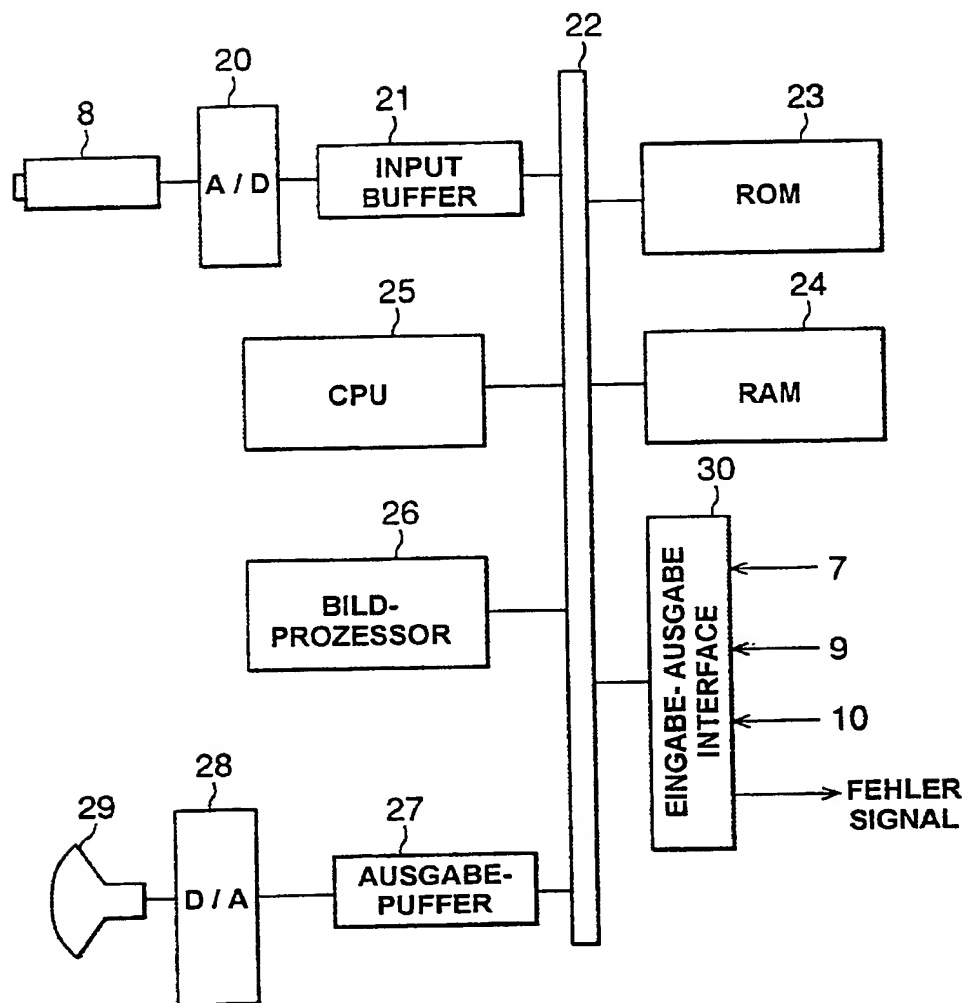 22
20
21
23
8
A / D
INPUT
BUFFER
ROM
25
24
CPU
RAM
30
26
7
BILD-
PROZESSOR
EINGABE- AUSGABE
INTERFACE
9
10
28
FEHLER
SIGNAL
29
27
D / A
AUSGABE-
PUFFER